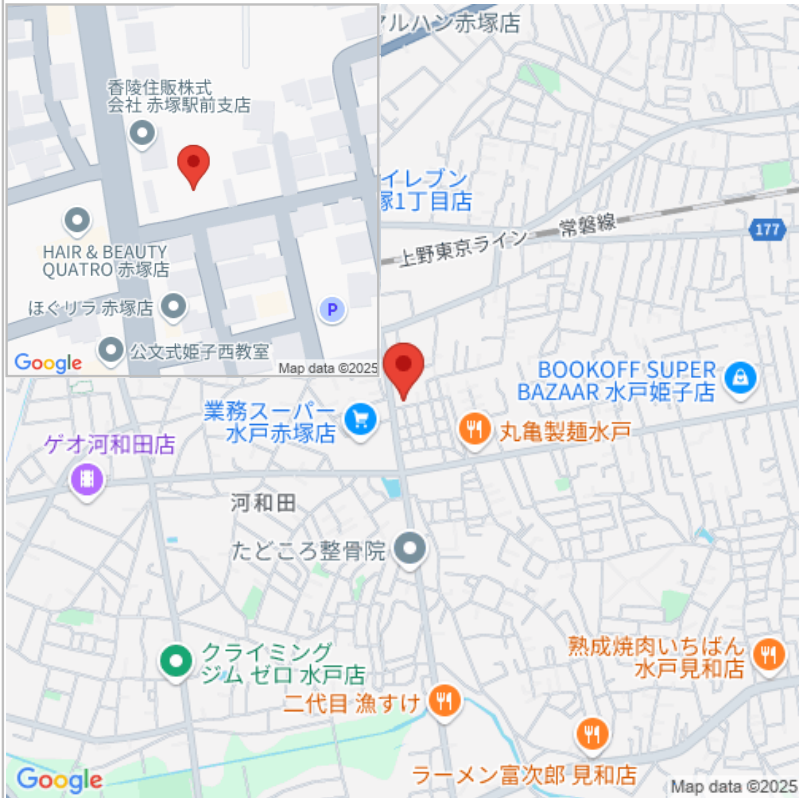 香陵住販株式
会社 赤塚駅前支店
HAIR & BEAUTY
QUATRO 赤塚店
ほぐリラ 赤塚店
P
公文式姫子西教室
Google
Map data ©2025
マルハン赤塚店
イレブン
塚1丁目店
上野東京ライン
常磐線
177
BOOKOFF SUPER
BAZAAR 水戸姫子店
業務スーパー
水戸赤塚店
丸亀製麺水戸
ゲオ河和田店
河和田
たどころ整骨院
クライミング
ジム ゼロ 水戸店
熟成焼肉いちばん
水戸見和店
二代目 漁すけ
ラーメン富次郎 見和店
Google
Map data ©2025